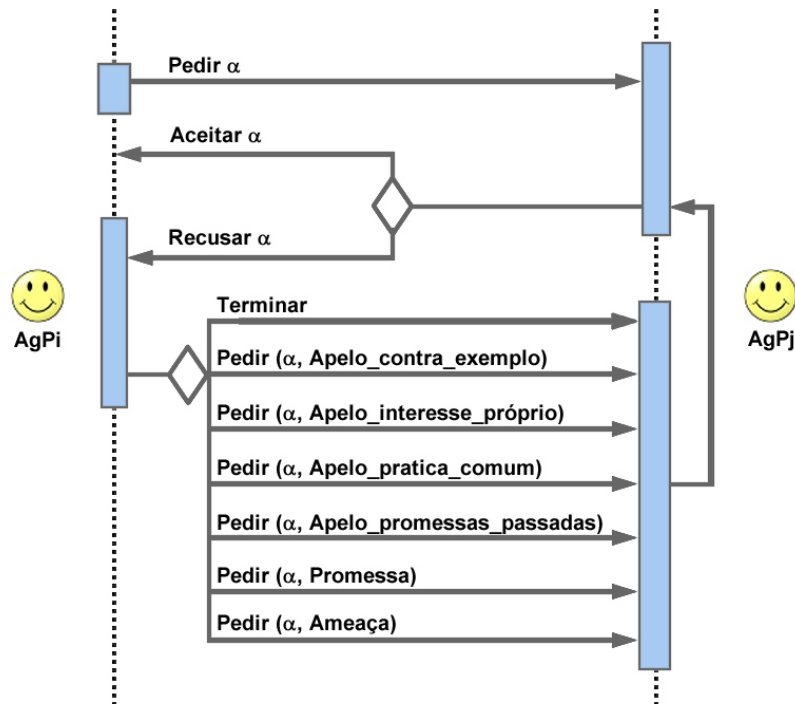 Pedir α
Aceitar α
Recusar α
AgPi
AgPj
Terminar
Pedir (α, Apelo_contra_exemplo)
Pedir (α, Apelo_interesse_próprio)
Pedir (α, Apelo_pratica_comum)
Pedir (α, Apelo_promessas_passadas)
Pedir (α, Promessa)
Pedir (α, Ameaça)